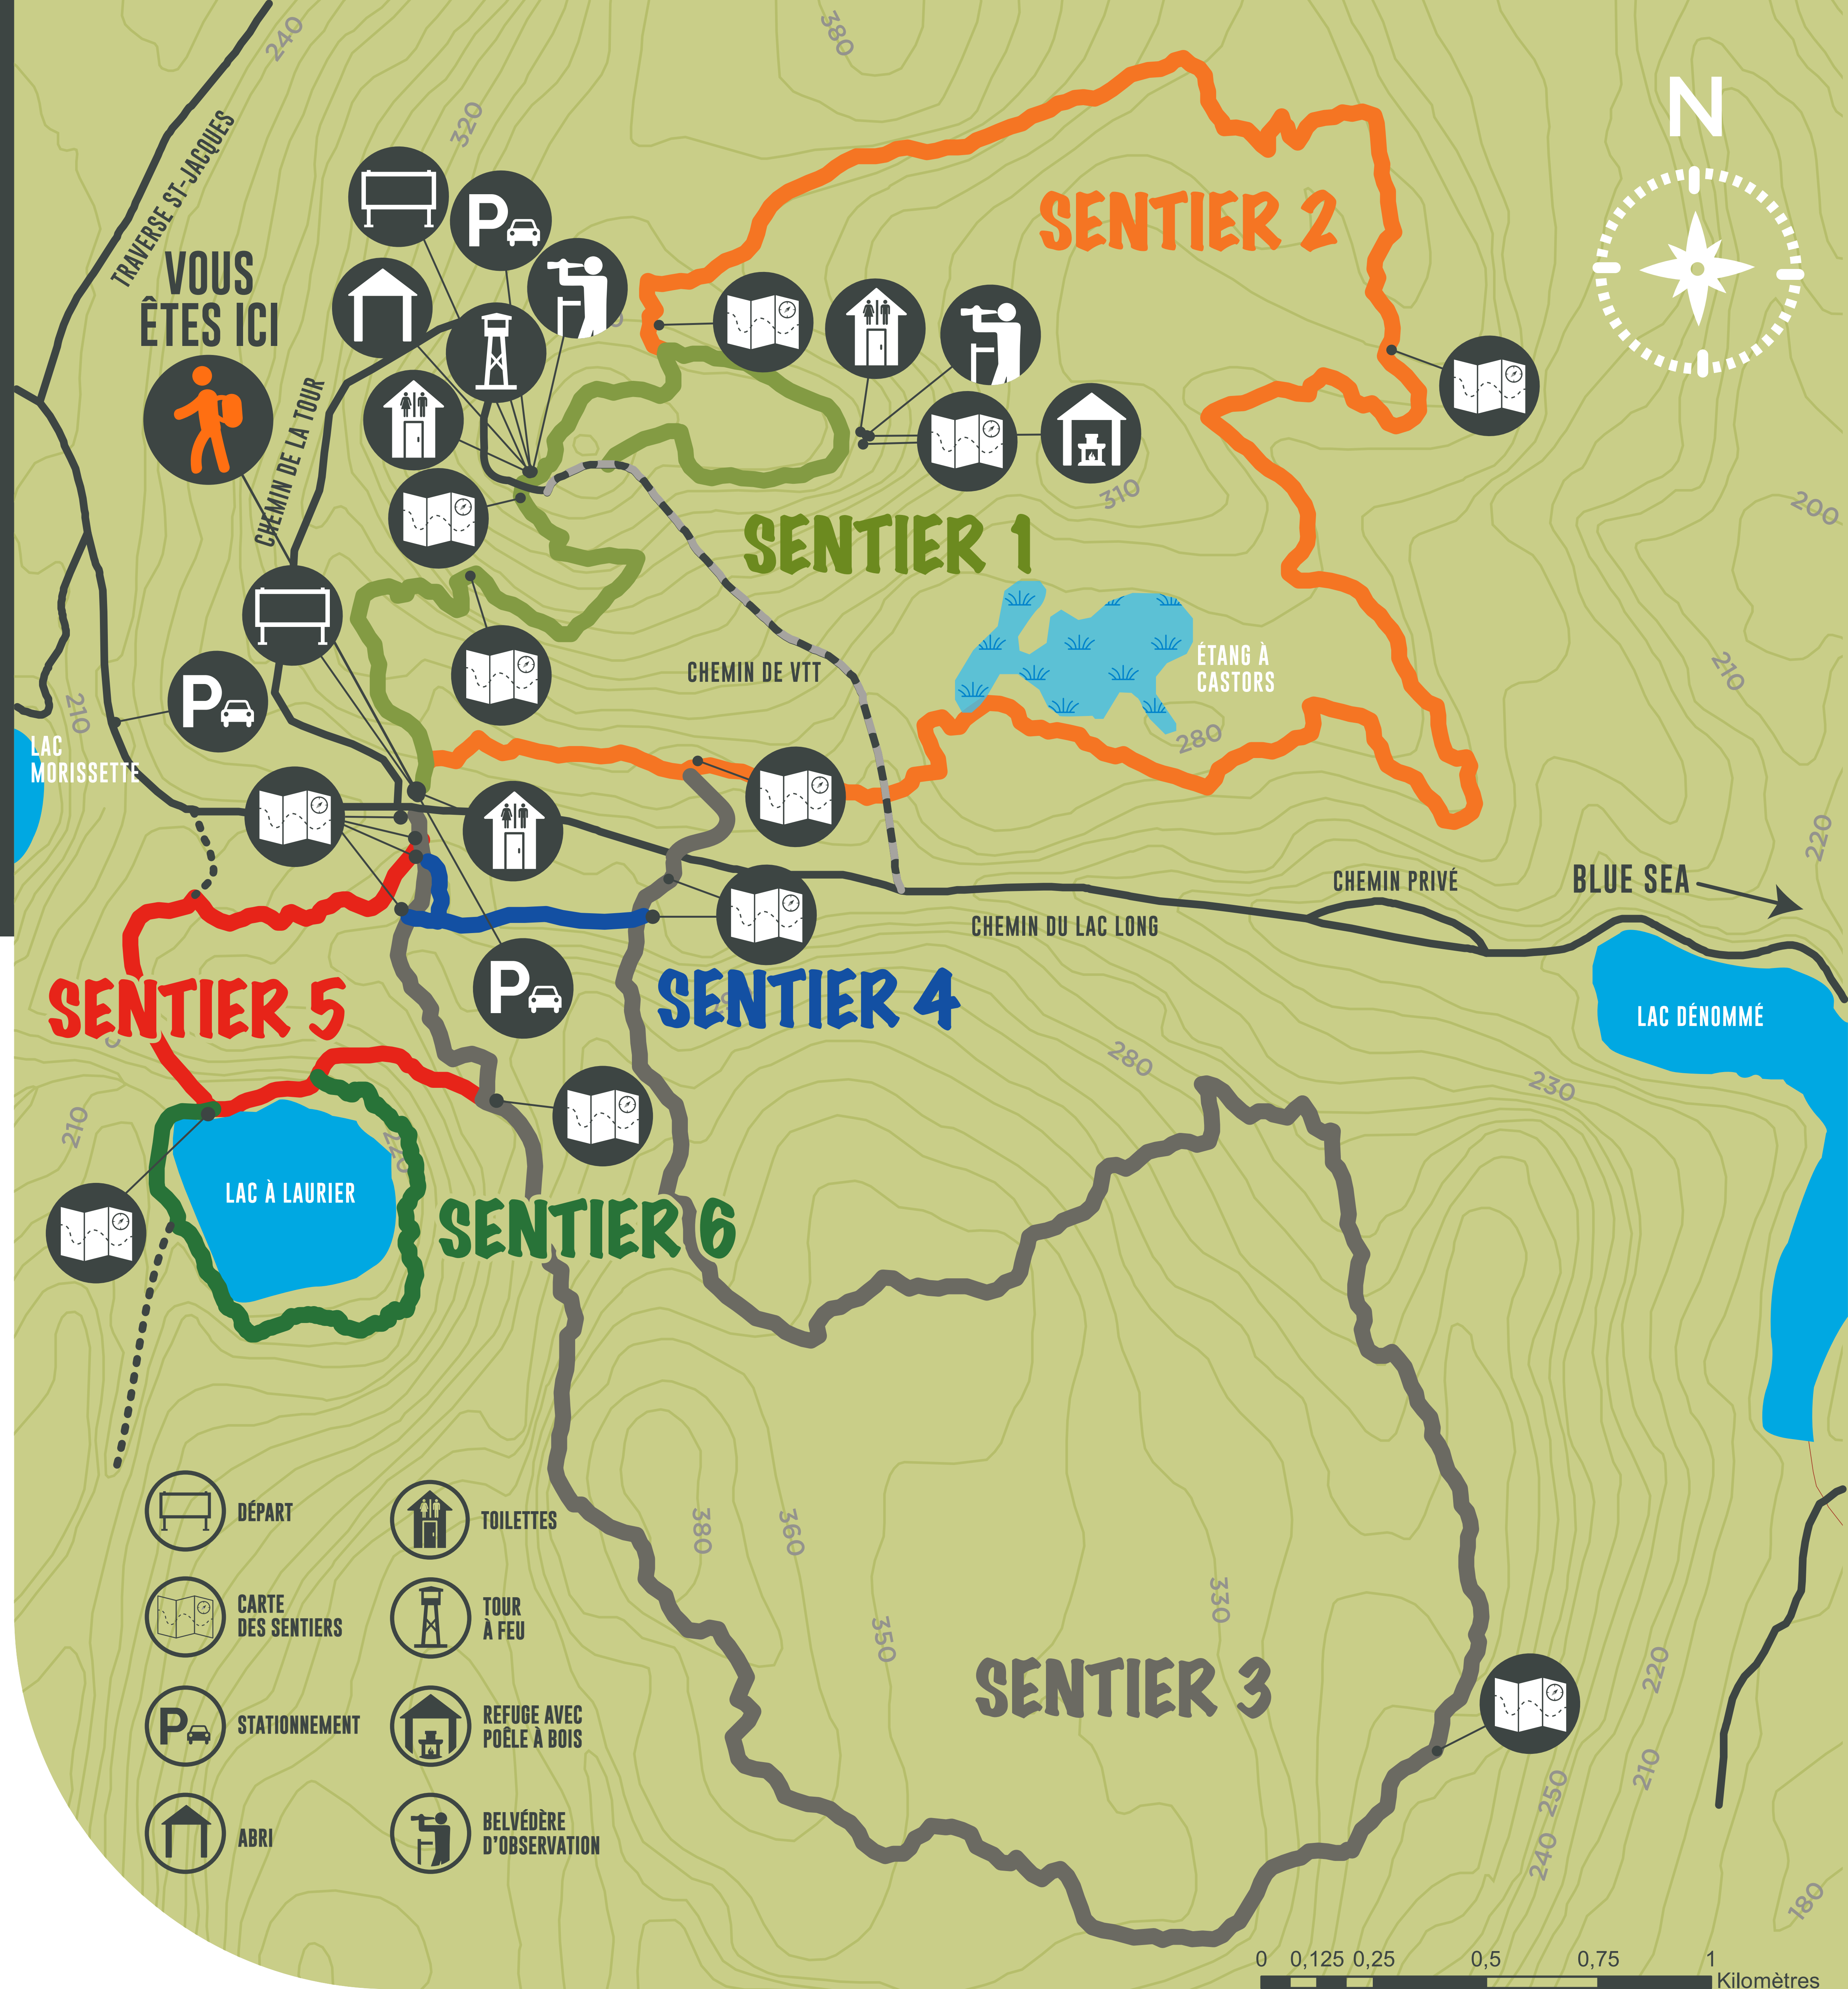 240
380
N
320
TRAVERSE ST-JACQUES
P
SENTIER 2
VOUS
ÊTES ICI
CHEMIN DE LA TOUR
310
200
SENTIER 1
ÉTANG À
CASTORS
CHEMIN DE VTT
210
P
210
280
LAC
MORISSETTE
220
CHEMIN PRIVÉ
BLUE SEA
CHEMIN DU LAC LONG
P
SENTIER 5
SENTIER 4
LAC DÉNOMMÉ
280
230
210
220
LAC À LAURIER
SENTIER 6
DÉPART
TOILETTES
380
360
CARTE
DES SENTIERS
TOUR
À FEU
330
350
SENTIER 3
220
P
STATIONNEMENT
REFUGE AVEC
POÊLE À BOIS
210
250
ABRI
BELVÉDÈRE
D'OBSERVATION
240
180
0 0,125 0,25 0,5 0,75 1
Kilomètres